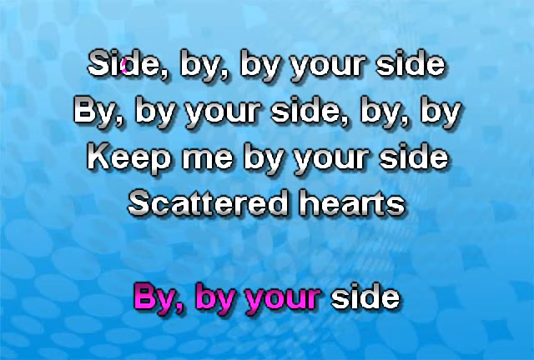 Side, by, by your side
By, by your side, by, by
Keep me by your side
Scattered hearts
By, by your side